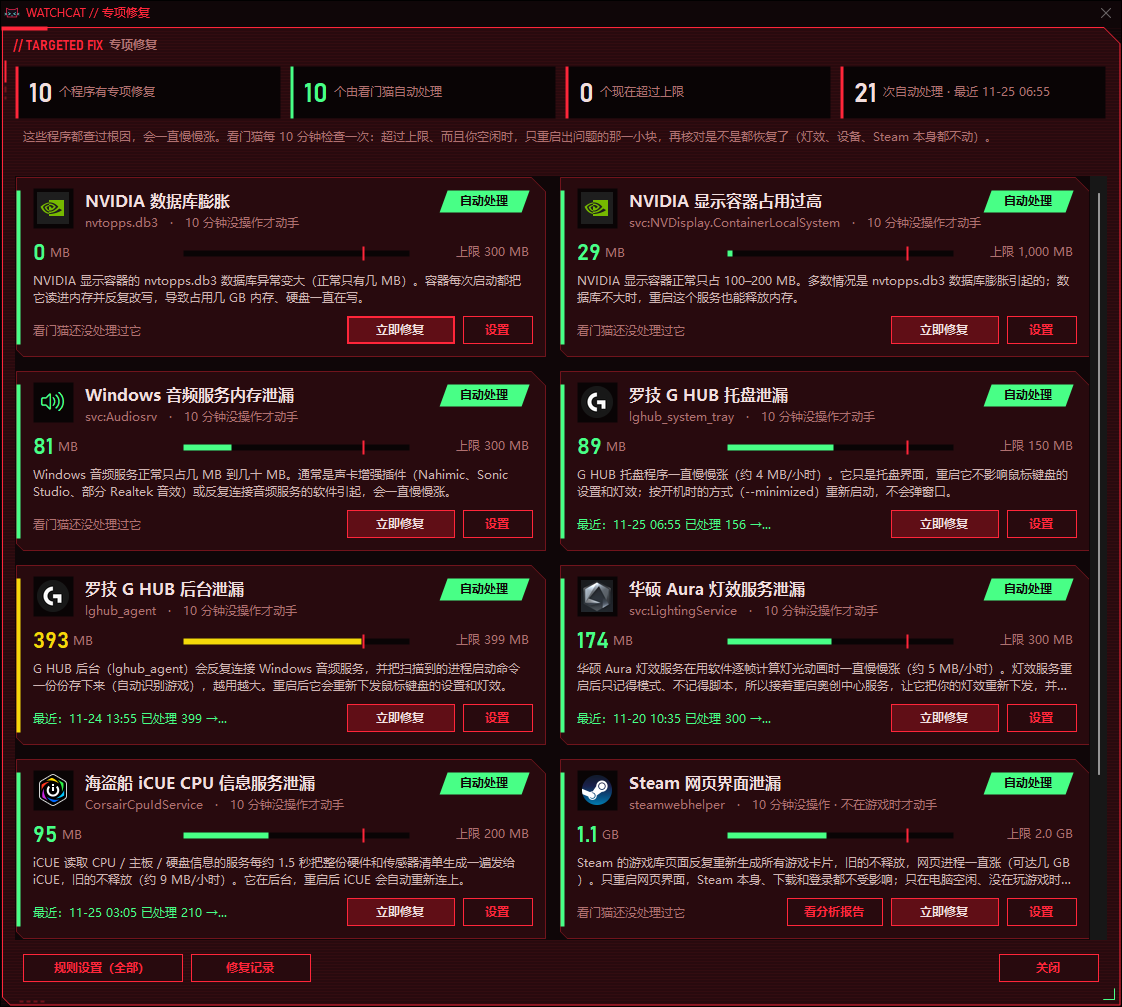 WATCHCAT // 专项修复
// TARGETED FIX 专项修复
10 个程序有专项修复
10 个由看门猫自动处理
0 个现在超过上限
21 次自动处理 · 最近 11-25 06:55
这些程序都查过根因，会一直慢慢涨。看门猫每 10 分钟检查一次：超过上限、而且你空闲时，只重启出问题的那一小块，再核对是不是都恢复了（灯效、设备、Steam 本身都不动）。
NVIDIA 数据库膨胀
自动处理
nvtopps.db3 · 10 分钟没操作才动手
0 MB
上限 300 MB
NVIDIA 显示容器的 nvtopps.db3 数据库异常变大（正常只有几 MB）。容器每次启动都把
它读进内存并反复改写，导致占用几 GB 内存、硬盘一直在写。
看门猫还没处理过它
立即修复
设置
NVIDIA 显示容器占用过高
自动处理
svc:NVDisplay.ContainerLocalSystem · 10 分钟没操作才动手
29 MB
上限 1,000 MB
NVIDIA 显示容器正常只占 100–200 MB。多数情况是 nvtopps.db3 数据库膨胀引起的；数
据库不大时，重启这个服务也能释放内存。
看门猫还没处理过它
立即修复
设置
Windows 音频服务内存泄漏
自动处理
svc:Audiosrv · 10 分钟没操作才动手
81 MB
上限 300 MB
Windows 音频服务正常只占几 MB 到几十 MB。通常是声卡增强插件（Nahimic、Sonic
Studio、部分 Realtek 音效）或反复连接音频服务的软件引起，会一直慢慢涨。
看门猫还没处理过它
立即修复
设置
罗技 G HUB 托盘泄漏
自动处理
lghub_system_tray · 10 分钟没操作才动手
89 MB
上限 150 MB
G HUB 托盘程序一直慢慢涨（约 4 MB/小时）。它只是托盘界面，重启它不影响鼠标键盘的
设置和灯效；按开机时的方式（--minimized）重新启动，不会弹窗口。
最近：11-25 06:55 已处理 156 →...
立即修复
设置
罗技 G HUB 后台泄漏
自动处理
lghub_agent · 10 分钟没操作才动手
393 MB
上限 399 MB
G HUB 后台（lghub_agent）会反复连接 Windows 音频服务，并把扫描到的进程启动命令
一份份存下来（自动识别游戏），越用越大。重启后它会重新下发鼠标键盘的设置和灯效。
最近：11-24 13:55 已处理 399 →...
立即修复
设置
华硕 Aura 灯效服务泄漏
自动处理
svc:LightingService · 10 分钟没操作才动手
174 MB
上限 300 MB
华硕 Aura 灯效服务在用软件逐帧计算灯光动画时一直慢慢涨（约 5 MB/小时）。灯效服务重
启后只记得模式、不记得脚本，所以接着重启奥创中心服务，让它把你的灯效重新下发，并...
最近：11-20 10:35 已处理 300 →...
立即修复
设置
海盗船 iCUE CPU 信息服务泄漏
自动处理
CorsairCpuIdService · 10 分钟没操作才动手
95 MB
上限 200 MB
iCUE 读取 CPU / 主板 / 硬盘信息的服务每约 1.5 秒把整份硬件和传感器清单生成一遍发给
iCUE，旧的不释放（约 9 MB/小时）。它在后台，重启后 iCUE 会自动重新连上。
最近：11-25 03:05 已处理 210 →...
立即修复
设置
Steam 网页界面泄漏
自动处理
steamwebhelper · 10 分钟没操作 · 不在游戏时才动手
1.1 GB
上限 2.0 GB
Steam 的游戏库页面反复重新生成所有游戏卡片，旧的不释放，网页进程一直涨（可达几 GB
）。只重启网页界面，Steam 本身、下载和登录都不受影响；只在电脑空闲、没在玩游戏时...
看门猫还没处理过它
看分析报告
立即修复
设置
规则设置（全部）
修复记录
关闭